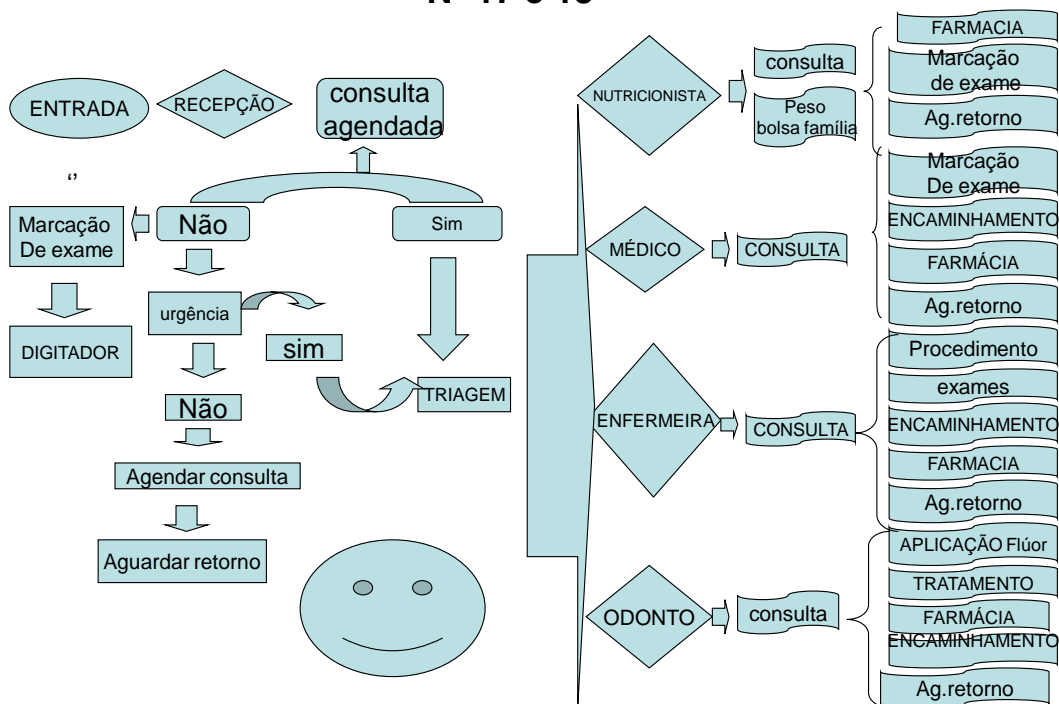 ENTRADA
RECEPÇÃO
consulta
agendada
‘’
Marcação
De exame
Não
Sim
DIGITADOR
urgência
sim
TRIAGEM
Não
Agendar consulta
Aguardar retorno
NUTRICIONISTA
consulta
Peso
bolsa família
FARMACIA
Marcação
de exame
Ag.retorno
MÉDICO
CONSULTA
Marcação
De exame
ENCAMINHAMENTO
FARMÁCIA
Ag.retorno
ENFERMEIRA
CONSULTA
Procedimento
exames
ENCAMINHAMENTO
FARMACIA
Ag.retorno
ODONTO
consulta
APLICAÇÃO Flúor
TRATAMENTO
FARMÁCIA
ENCAMINHAMENTO
Ag.retorno